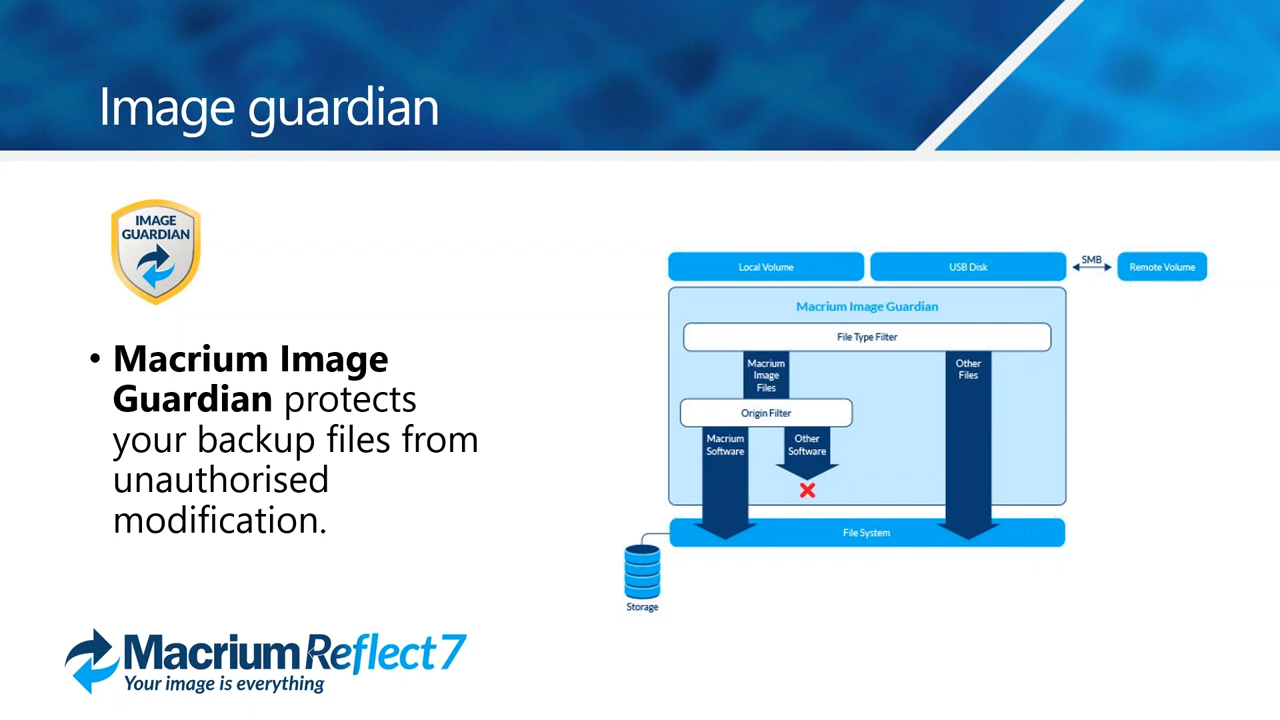 Image guardian
IMAGE
GUARDIAN
• Macrium Image
Guardian protects
your backup files from
unauthorised
modification.
Local Volume
USB Disk
SMB
Remote Volume
Macrium Image Guardian
File Type Filter
Macrium
Image
Files
Other
Files
Origin Filter
Macrium
Software
Other
Software
File System
Storage
Macrium Reflect 7
Your image is everything